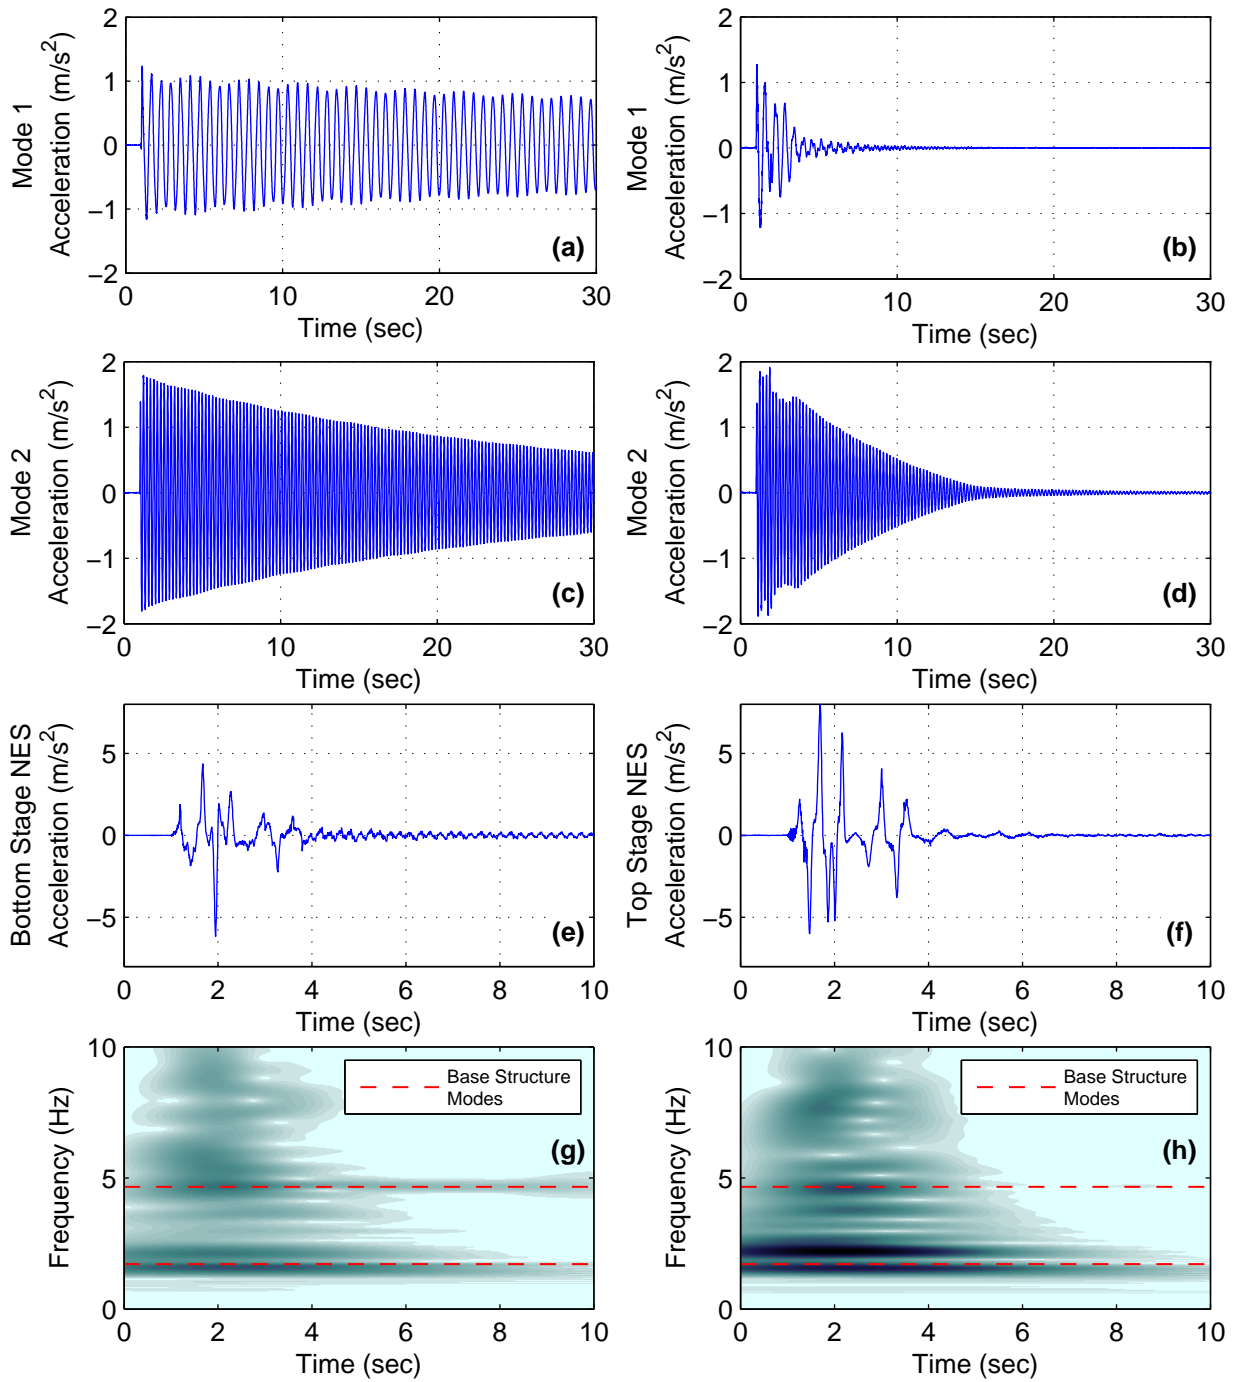 Mode 1
Acceleration (m/s²)
2
1
0
−1
−2
(a)
0
10
20
30
Time (sec)
Mode 1
Acceleration (m/s²)
2
1
0
−1
−2
(b)
0
10
20
30
Time (sec)
Mode 2
Acceleration (m/s²)
2
1
0
−1
−2
(c)
0
10
20
30
Time (sec)
Mode 2
Acceleration (m/s²)
2
1
0
−1
−2
(d)
0
10
20
30
Time (sec)
Bottom Stage NES
Acceleration (m/s²)
5
0
−5
(e)
0
2
4
6
8
10
Time (sec)
Top Stage NES
Acceleration (m/s²)
5
0
−5
(f)
0
2
4
6
8
10
Time (sec)
Frequency (Hz)
10
5
0
Base Structure
Modes
(g)
0
2
4
6
8
10
Time (sec)
Frequency (Hz)
10
5
0
Base Structure
Modes
(h)
0
2
4
6
8
10
Time (sec)